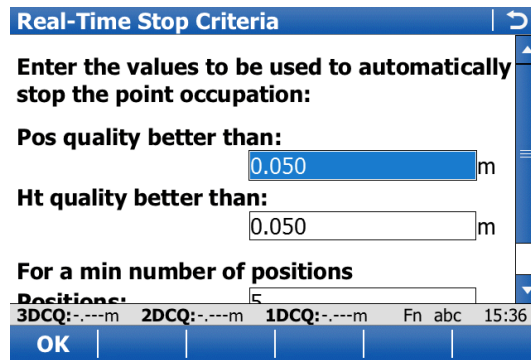 Real-Time Stop Criteria
Enter the values to be used to automatically
stop the point occupation:
Pos quality better than:
0.050 m
Ht quality better than:
0.050 m
For a min number of positions
Positions: 5
3DCQ:-.---m 2DCQ:-.---m 1DCQ:-.---m Fn abc 15:36
OK